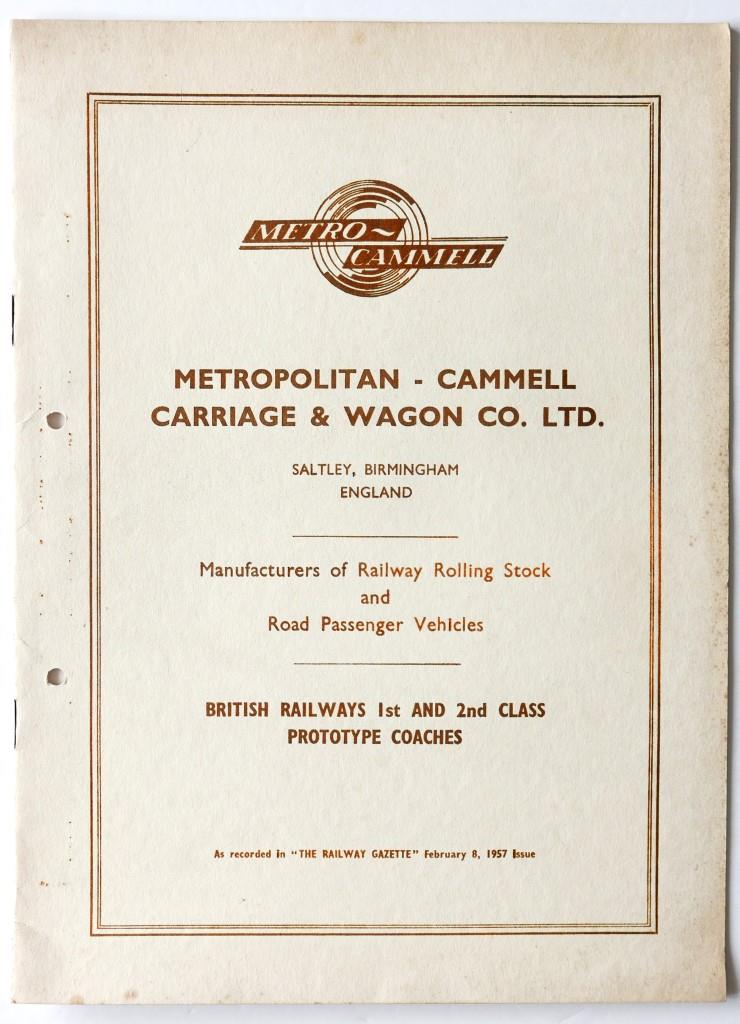 METRO~
CAMMELL
METROPOLITAN - CAMMELL
CARRIAGE & WAGON CO. LTD.
SALTLEY, BIRMINGHAM
ENGLAND
Manufacturers of Railway Rolling Stock
and
Road Passenger Vehicles
BRITISH RAILWAYS 1st AND 2nd CLASS
PROTOTYPE COACHES
As recorded in "THE RAILWAY GAZETTE" February 8, 1957 Issue